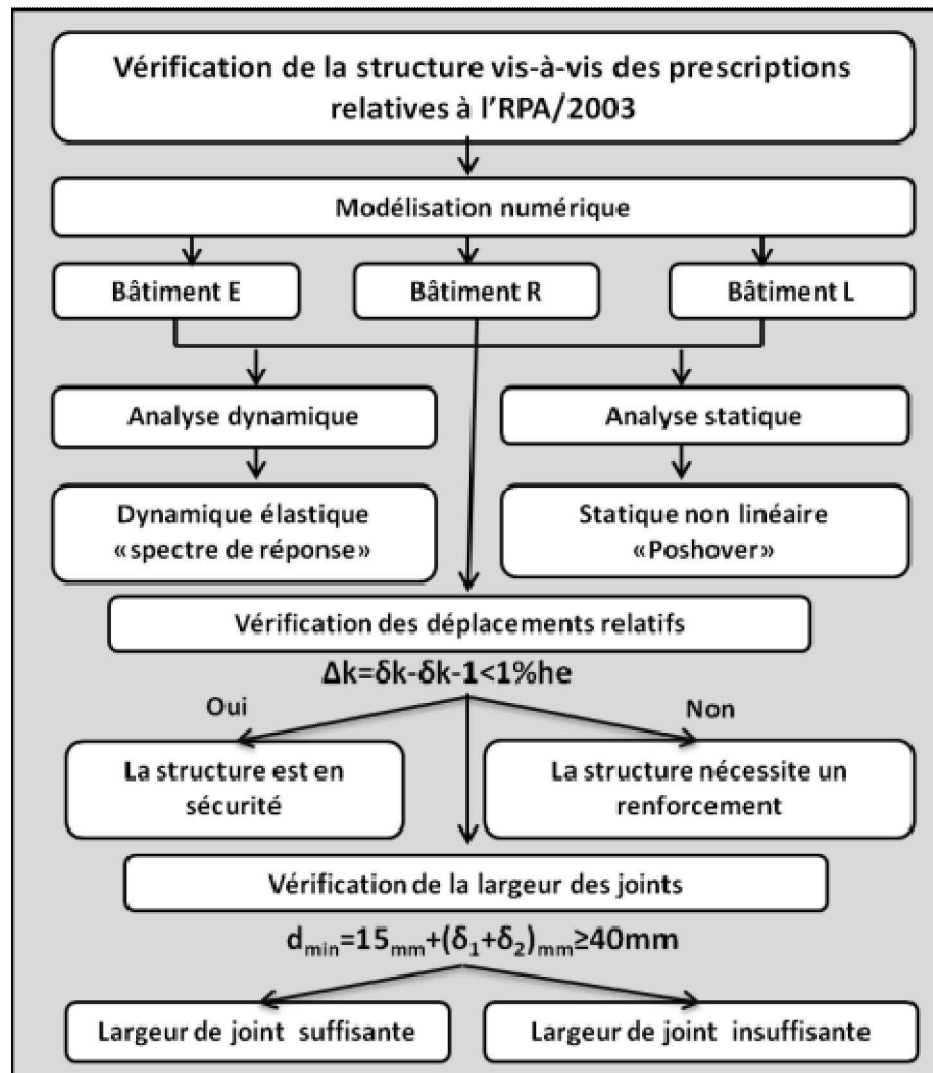 Vérification de la structure vis-à-vis des prescriptions
relatives à l'RPA/2003
Modélisation numérique
Bâtiment E
Bâtiment R
Bâtiment L
Analyse dynamique
Analyse statique
Dynamique élastique
«spectre de réponse»
Statique non linéaire
«Poshover»
Vérification des déplacements relatifs
Δk=δk-δk-1<1%he
Oui
Non
La structure est en
sécurité
La structure nécessite un
renforcement
Vérification de la largeur des joints
dmin=15mm+(δ1+δ2)mm≥40mm
Largeur de joint suffisante
Largeur de joint insuffisante